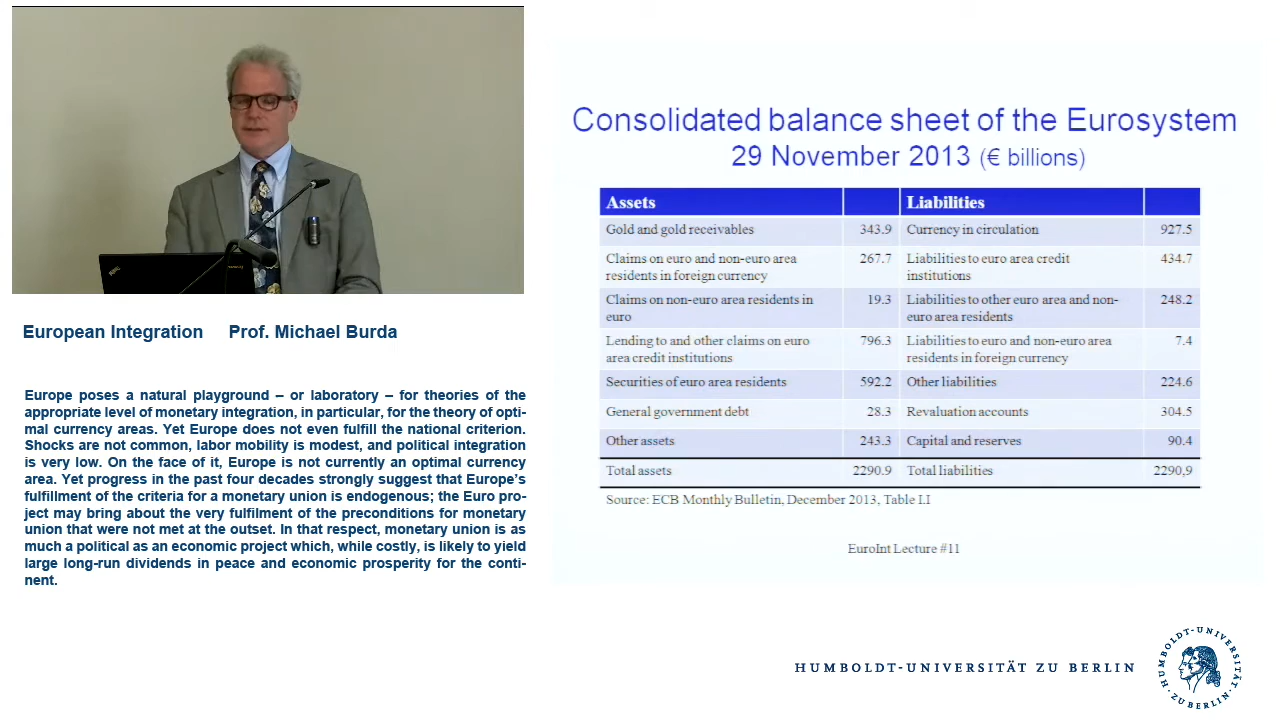 European Integration Prof. Michael Burda
Europe poses a natural playground – or laboratory – for theories of the
appropriate level of monetary integration, in particular, for the theory of opti-
mal currency areas. Yet Europe does not even fulfill the national criterion.
Shocks are not common, labor mobility is modest, and political integration
is very low. On the face of it, Europe is not currently an optimal currency
area. Yet progress in the past four decades strongly suggest that Europe's
fulfillment of the criteria for a monetary union is endogenous; the Euro pro-
ject may bring about the very fulfilment of the preconditions for monetary
union that were not met at the outset. In that respect, monetary union is as
much a political as an economic project which, while costly, is likely to yield
large long-run dividends in peace and economic prosperity for the conti-
nent.
Consolidated balance sheet of the Eurosystem
29 November 2013 (€ billions)
Assets Liabilities
Gold and gold receivables 343.9 Currency in circulation 927.5
Claims on euro and non-euro area
residents in foreign currency
267.7
Liabilities to euro area credit
institutions
434.7
Claims on non-euro area residents in
euro
19.3
Liabilities to other euro area and non-
euro area residents
248.2
Lending to and other claims on euro
area credit institutions
796.3
Liabilities to euro and non-euro area
residents in foreign currency
7.4
Securities of euro area residents 592.2 Other liabilities 224.6
General government debt 28.3 Revaluation accounts 304.5
Other assets 243.3 Capital and reserves 90.4
Total assets 2290.9 Total liabilities 2290,9
Source: ECB Monthly Bulletin, December 2013, Table I.I
EuroInt Lecture #11
HUMBOLDT-UNIVERSITÄT ZU BERLIN
HUMBOLDT-UNIVERSITÄT
ZU BERLIN